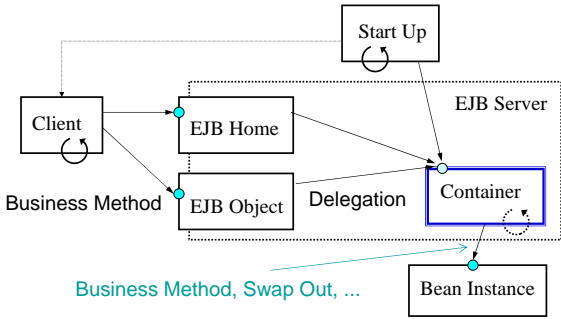 Start Up
EJB Server
Client
EJB Home
Business Method
EJB Object
Delegation
Container
Business Method, Swap Out, ...
Bean Instance